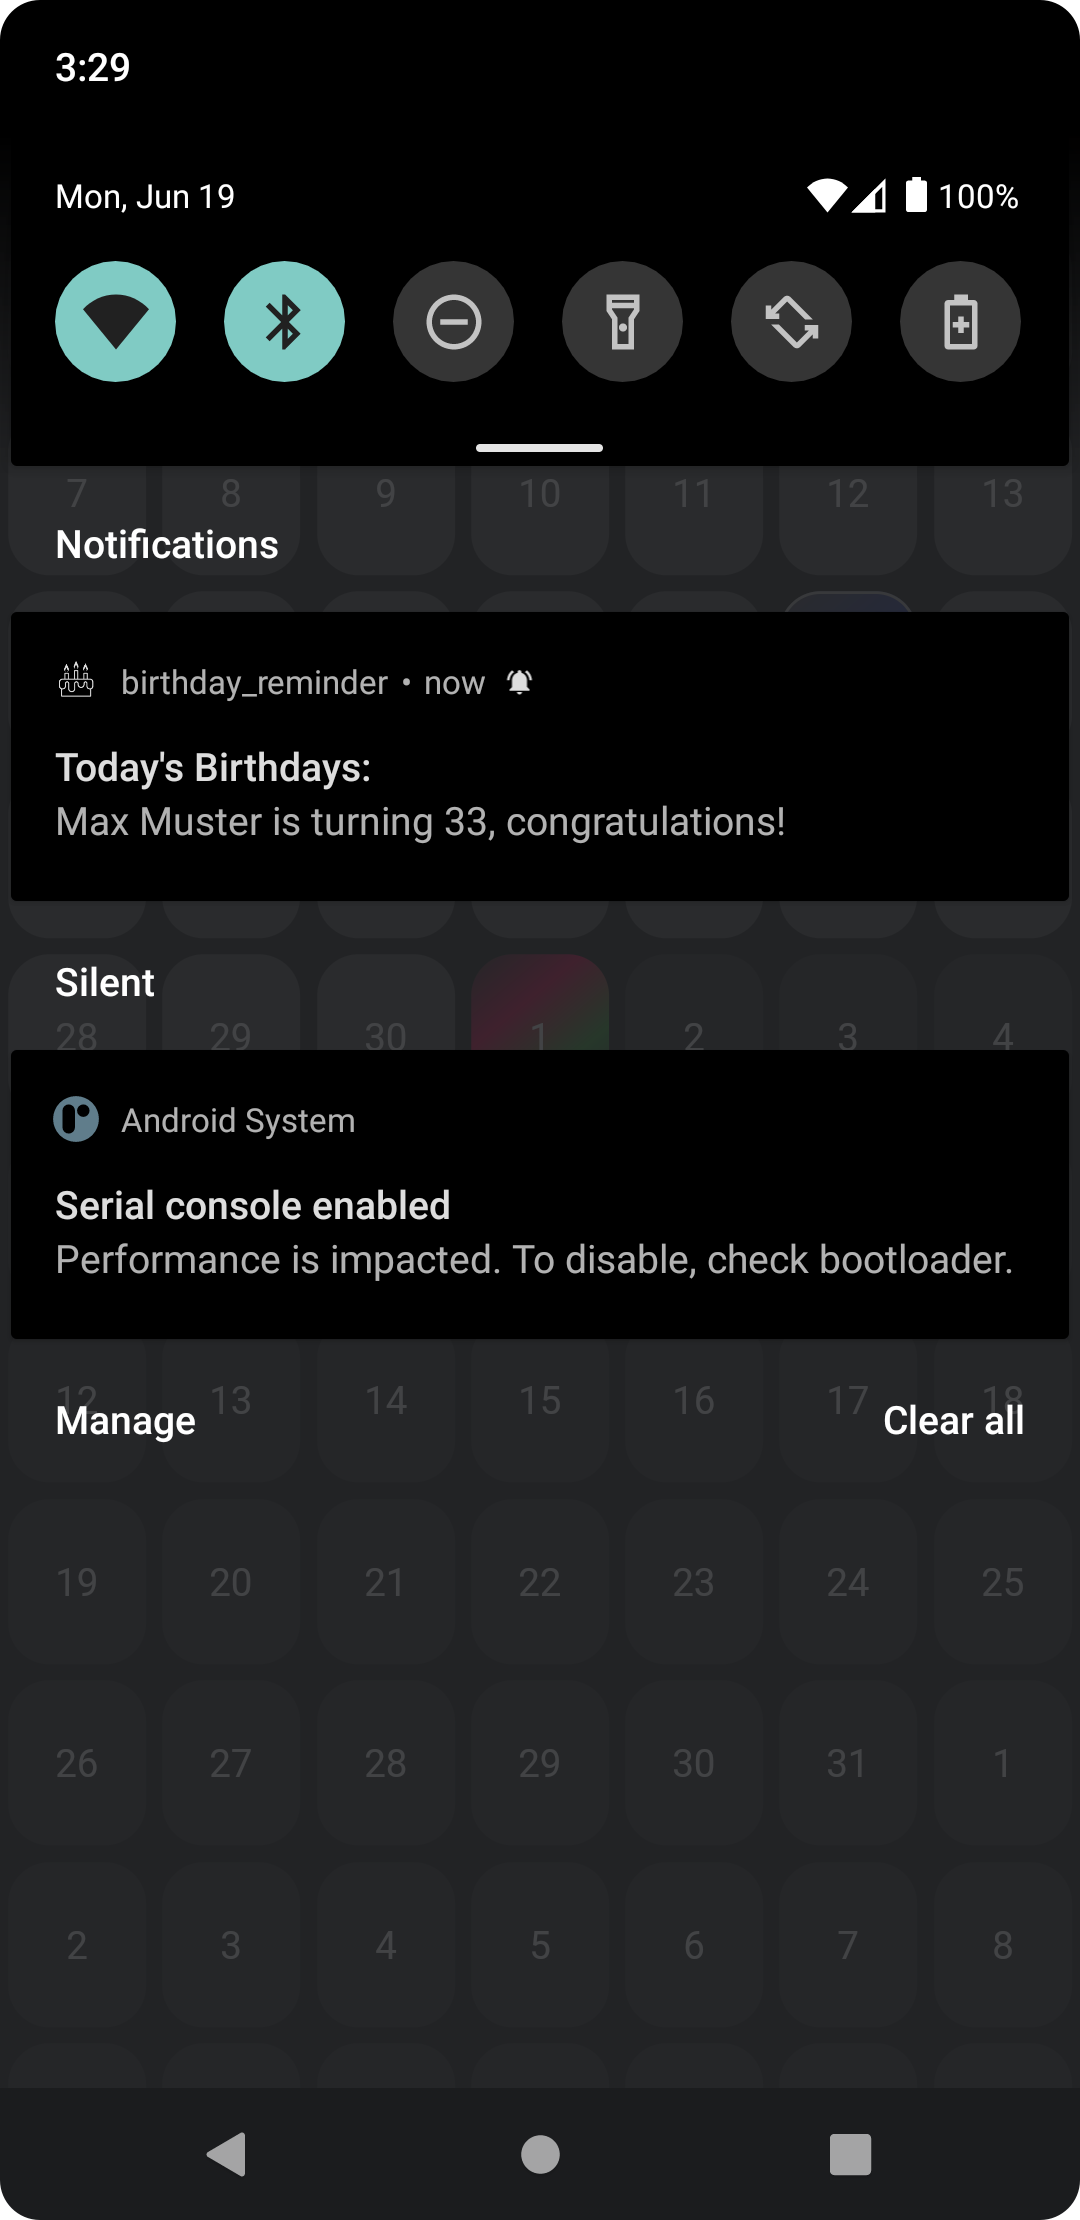 3:29
Mon, Jun 19 100%
7 8 9 10 11 12 13
Notifications
birthday_reminder • now
Today's Birthdays:
Max Muster is turning 33, congratulations!
Silent
28 29 30 1 2 3 4
Android System
Serial console enabled
Performance is impacted. To disable, check bootloader.
12 13 14 15 16 17 18
Manage Clear all
19 20 21 22 23 24 25
26 27 28 29 30 31 1
2 3 4 5 6 7 8